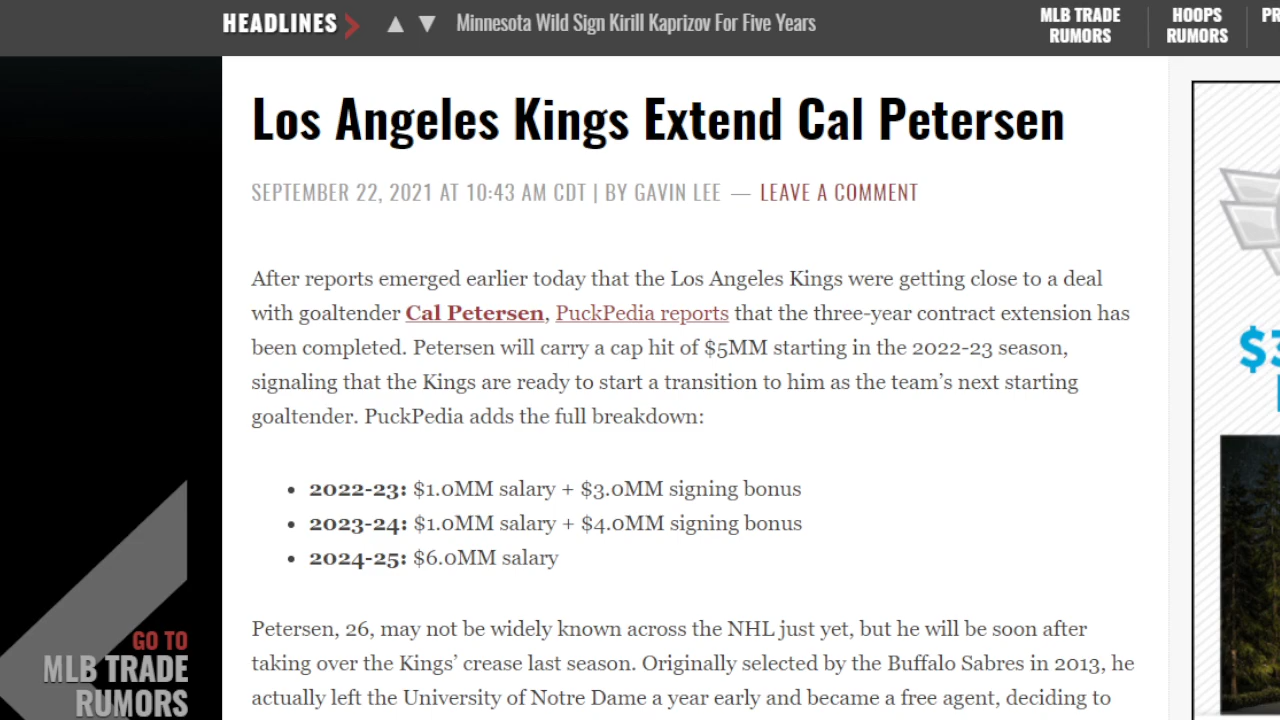 HEADLINES
Minnesota Wild Sign Kirill Kaprizov For Five Years
MLB TRADE
RUMORS
HOOPS
RUMORS
Los Angeles Kings Extend Cal Petersen
SEPTEMBER 22, 2021 AT 10:43 AM CDT | BY GAVIN LEE — LEAVE A COMMENT
After reports emerged earlier today that the Los Angeles Kings were getting close to a deal
with goaltender Cal Petersen, PuckPedia reports that the three-year contract extension has
been completed. Petersen will carry a cap hit of $5MM starting in the 2022-23 season,
signaling that the Kings are ready to start a transition to him as the team’s next starting
goaltender. PuckPedia adds the full breakdown:
• 2022-23: $1.0MM salary + $3.0MM signing bonus
• 2023-24: $1.0MM salary + $4.0MM signing bonus
• 2024-25: $6.0MM salary
Petersen, 26, may not be widely known across the NHL just yet, but he will be soon after
taking over the Kings’ crease last season. Originally selected by the Buffalo Sabres in 2013, he
actually left the University of Notre Dame a year early and became a free agent, deciding to
GO TO
MLB TRADE
RUMORS